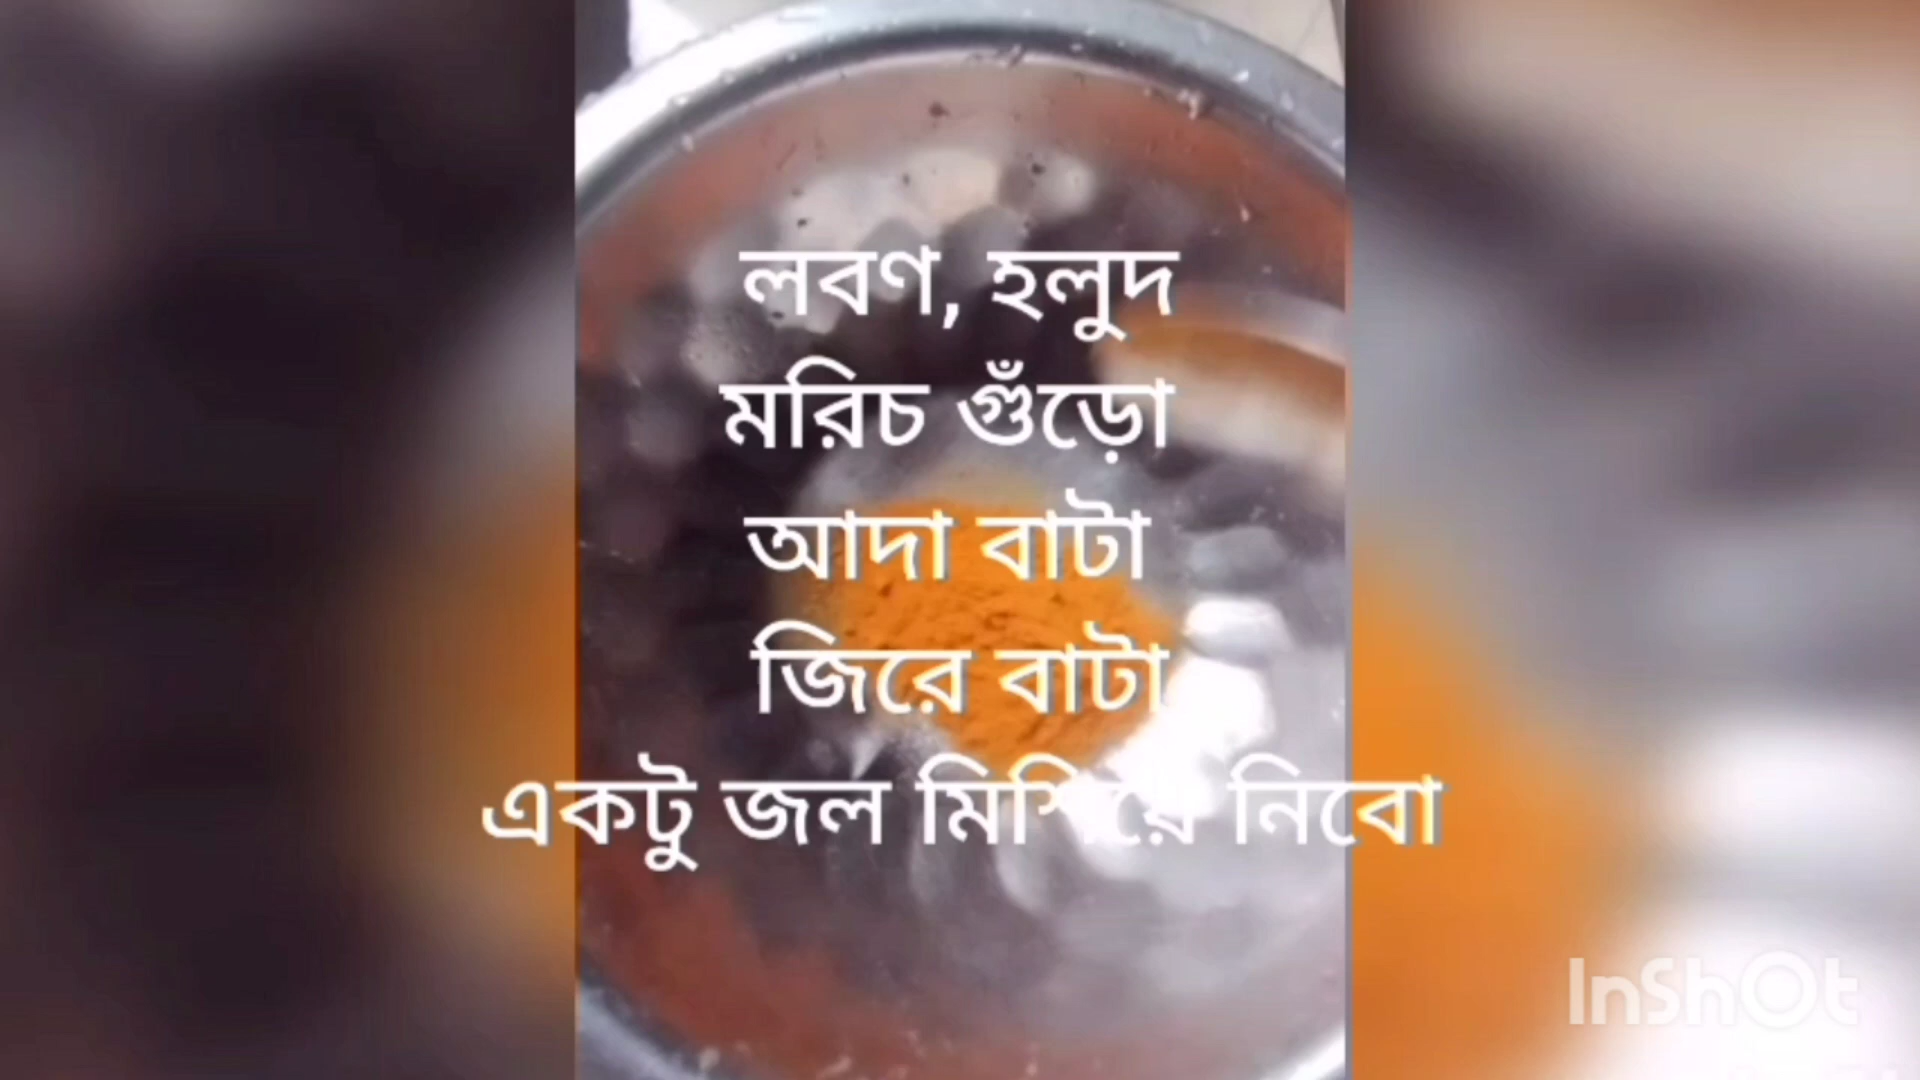 লবণ, হলুদ
মরিচ গুঁড়ো
আদা বাটা
জিরে বাটা
একটু জল মিশিয়ে নিবো
InShOt